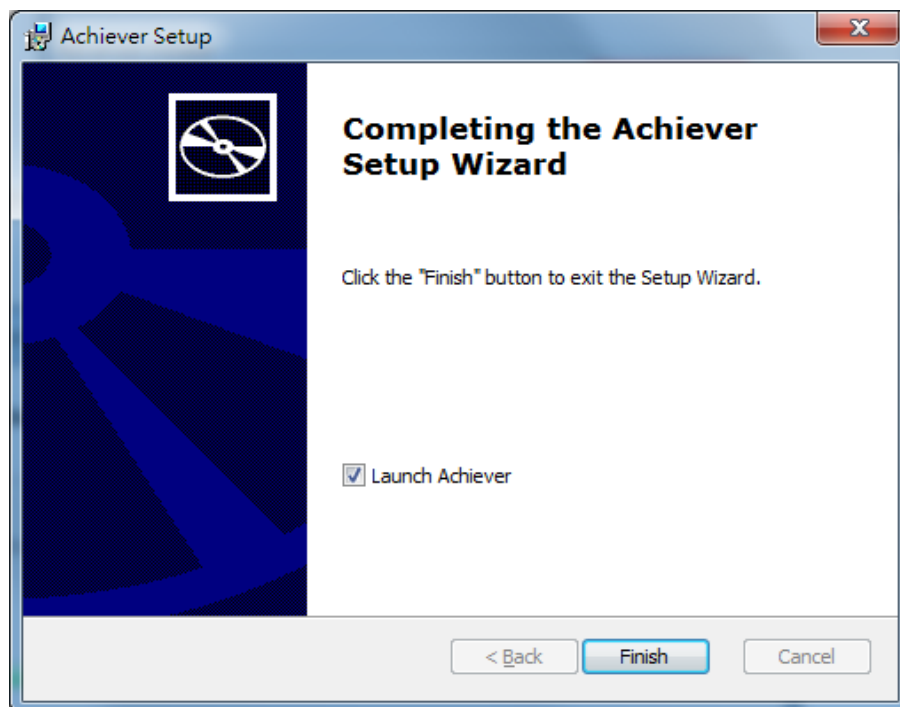 Achiever Setup
Completing the Achiever
Setup Wizard
Click the "Finish" button to exit the Setup Wizard.
Launch Achiever
< Back
Finish
Cancel